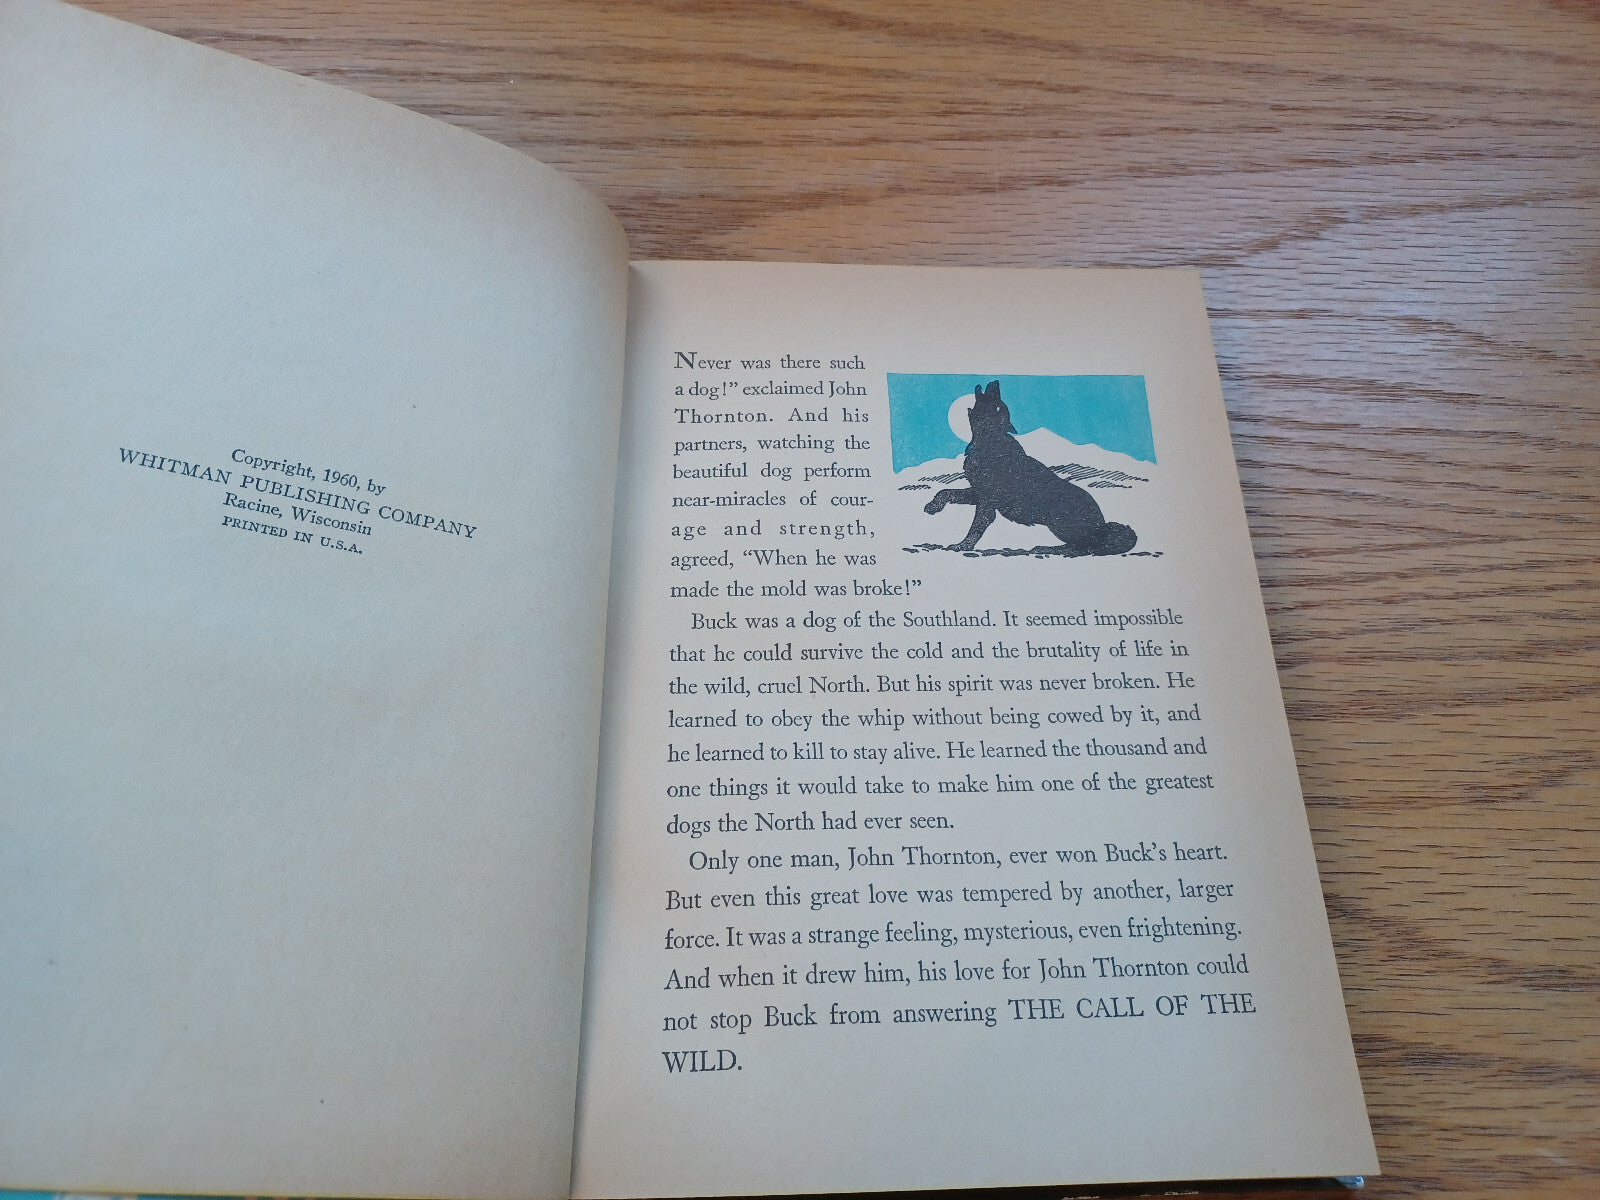 Copyright, 1960, by
WHITMAN PUBLISHING COMPANY
Racine, Wisconsin
PRINTED IN U.S.A.
Never was there such
a dog!” exclaimed John
Thornton. And his
partners, watching the
beautiful dog perform
near-miracles of cour-
age and strength,
agreed, “When he was
made the mold was broke!”
Buck was a dog of the Southland. It seemed impossible
that he could survive the cold and the brutality of life in
the wild, cruel North. But his spirit was never broken. He
learned to obey the whip without being cowed by it, and
he learned to kill to stay alive. He learned the thousand and
one things it would take to make him one of the greatest
dogs the North had ever seen.
Only one man, John Thornton, ever won Buck’s heart.
But even this great love was tempered by another, larger
force. It was a strange feeling, mysterious, even frightening.
And when it drew him, his love for John Thornton could
not stop Buck from answering THE CALL OF THE
WILD.